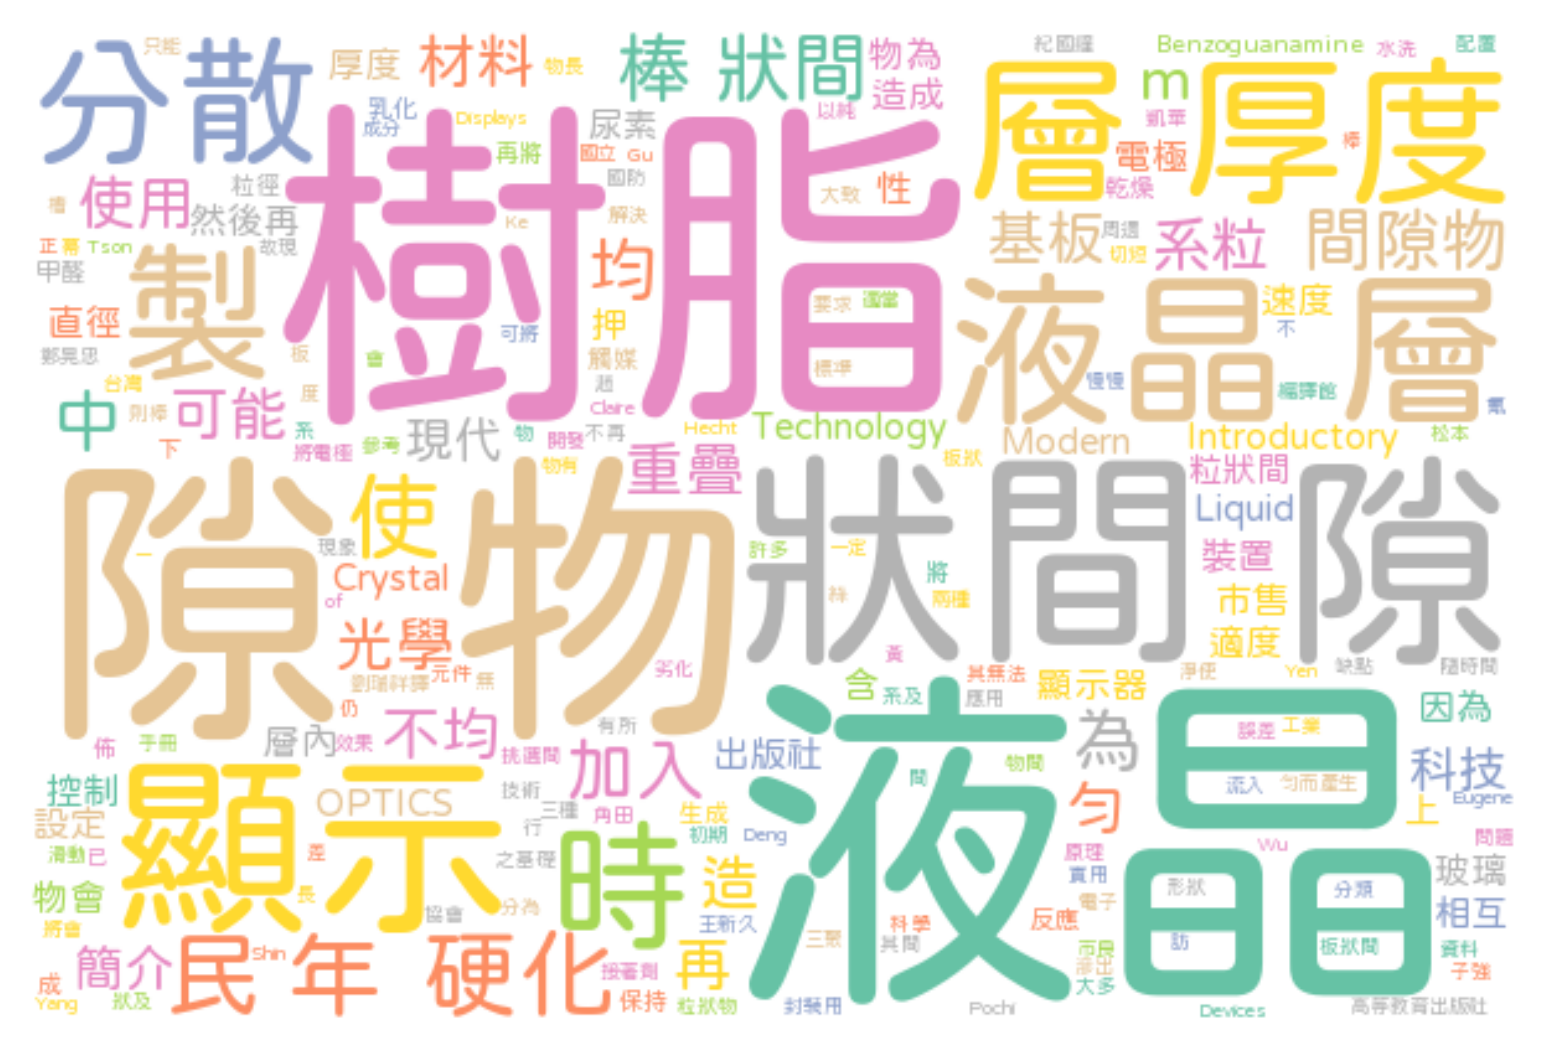 分散
只能
厚度
材料
物長
棒 狀間
物為
造成
紀國鐘
Benzoguanamine
水洗
配置
乳化
成分
Displays
尿素
以純
層厚度
m
凱華
電極
棒
乾燥
再將
國立
Gu
國防
樹脂
大致
性
槽
使用
粒徑
然後再
解決
Ke
基板
周遊
切短
系粒
間隙物
正
幕
Tson
故現
甲醛
製
均
要求
適當
標準
液晶層
速度
不
直徑
鄭晃忠
板
會
可將
押
觸媒
趙
慢慢
編譯館
氣
台灣
則棒
度
中
可能
系
下
將電極
參考
現代
物
開發
不再
Claire
Hecht
Technology
Modern
Introductory
松本
物有
重疊
板狀
粒狀間
隙物
狀間隙
使
現象
一
Crystal
of
Liquid
裝置
許多
一定
將
兩種
市售
適度
光學
元件
劉瑞祥譯
無
劣化
黃
其無法
含
系及
應用
顯示器
淨便
Yen
缺點
隨時間
仍
佈
手冊
層內
效果
不均
有所
挑選間
加入
出版社
液晶
為
誤差
工業
流入
勻而產生
因為
科技
Eugene
控制
設定
滑動
已
顯示
OPTICS
技術
三種
行
角田
生成
初期
Deng
間
物間
勻
上
問題
Wu
差
之基礎
時
造
原理
實用
電子
形狀
分類
玻璃
物會
將會
長
協會
分為
王新久
三聚
科學
其間
反應
市民
滲出
大多
板狀間
相互
資料
子強
簡介
民年
Shin
硬化
接著劑
保持
再
粒狀物
成
Yang
狀及
封裝用
Pochi
Devices
高等教育出版社